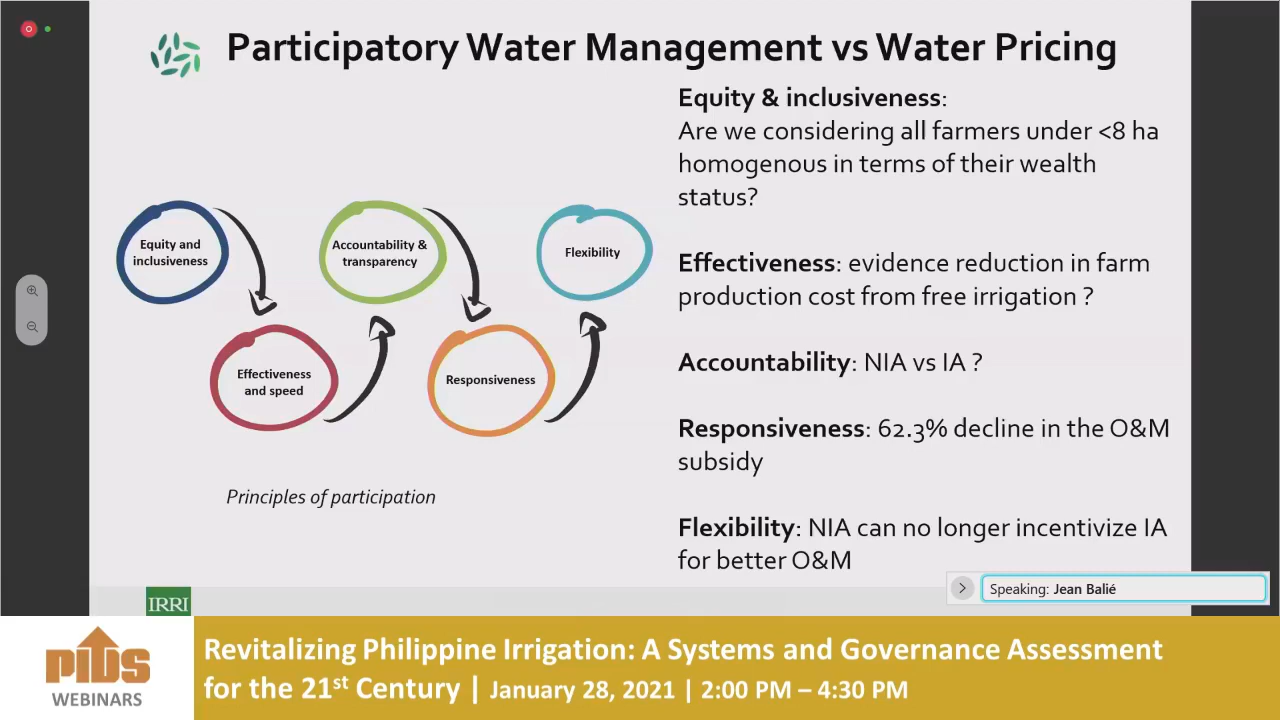 Participatory Water Management vs Water Pricing
Equity and
inclusiveness
Accountability &
transparency
Flexibility
Effectiveness
and speed
Responsiveness
Principles of participation
Equity & inclusiveness:
Are we considering all farmers under <8 ha
homogenous in terms of their wealth
status?
Effectiveness: evidence reduction in farm
production cost from free irrigation ?
Accountability: NIA vs IA ?
Responsiveness: 62.3% decline in the O&M
subsidy
Flexibility: NIA can no longer incentivize IA
for better O&M
IRRI
Speaking: Jean Balié
PIDS
WEBINARS
Revitalizing Philippine Irrigation: A Systems and Governance Assessment
for the 21st Century | January 28, 2021 | 2:00 PM – 4:30 PM